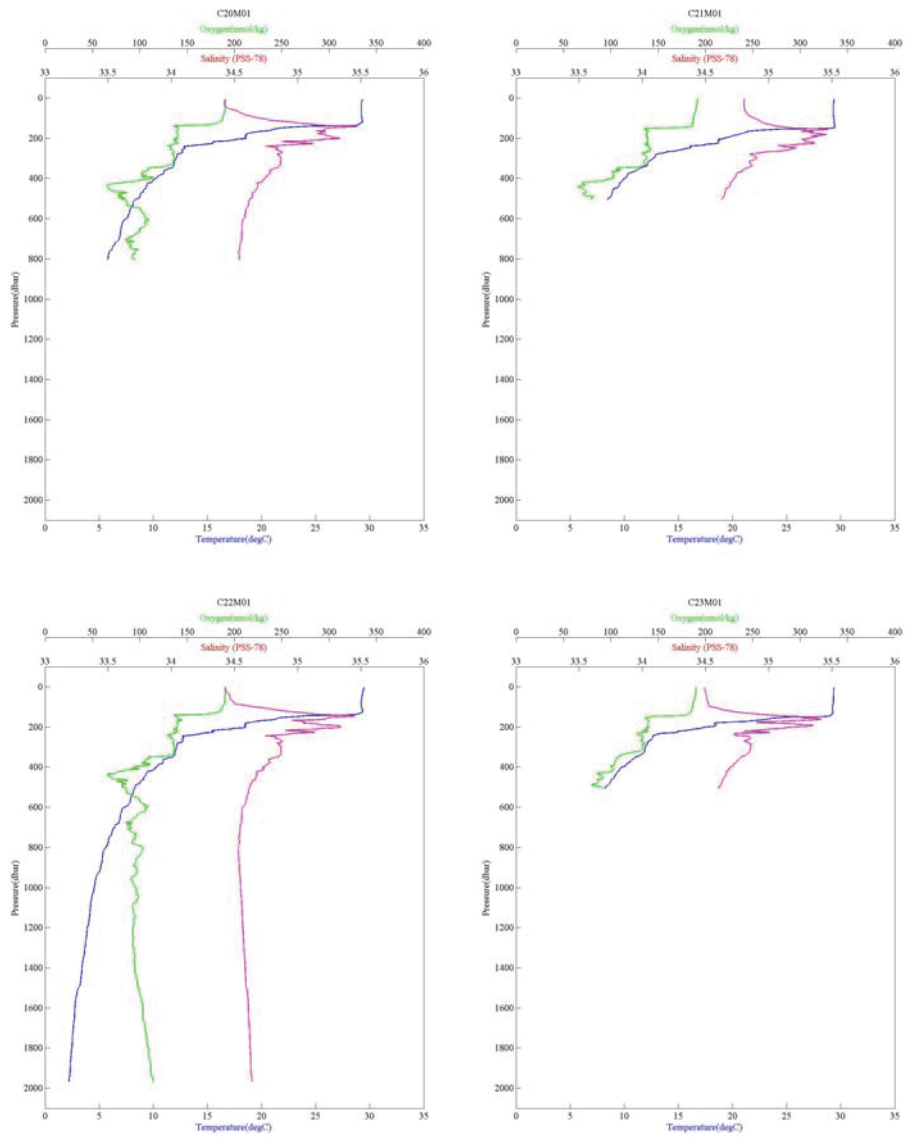 C20M01
Oxygen(umol/kg)
0 50 100 150 200 250 300 350 400
Salinity (PSS-78)
33 33.5 34 34.5 35 35.5 36
0
200
400
600
800
1000
1200
1400
1600
1800
2000
Pressure(dbar)
0 5 10 15 20 25 30 35
Temperature(degC)
C21M01
Oxygen(umol/kg)
0 50 100 150 200 250 300 350 400
Salinity (PSS-78)
33 33.5 34 34.5 35 35.5 36
0
200
400
600
800
1000
1200
1400
1600
1800
2000
Pressure(dbar)
0 5 10 15 20 25 30 35
Temperature(degC)
C22M01
Oxygen(umol/kg)
0 50 100 150 200 250 300 350 400
Salinity (PSS-78)
33 33.5 34 34.5 35 35.5 36
0
200
400
600
800
1000
1200
1400
1600
1800
2000
Pressure(dbar)
0 5 10 15 20 25 30 35
Temperature(degC)
C23M01
Oxygen(umol/kg)
0 50 100 150 200 250 300 350 400
Salinity (PSS-78)
33 33.5 34 34.5 35 35.5 36
0
200
400
600
800
1000
1200
1400
1600
1800
2000
Pressure(dbar)
0 5 10 15 20 25 30 35
Temperature(degC)